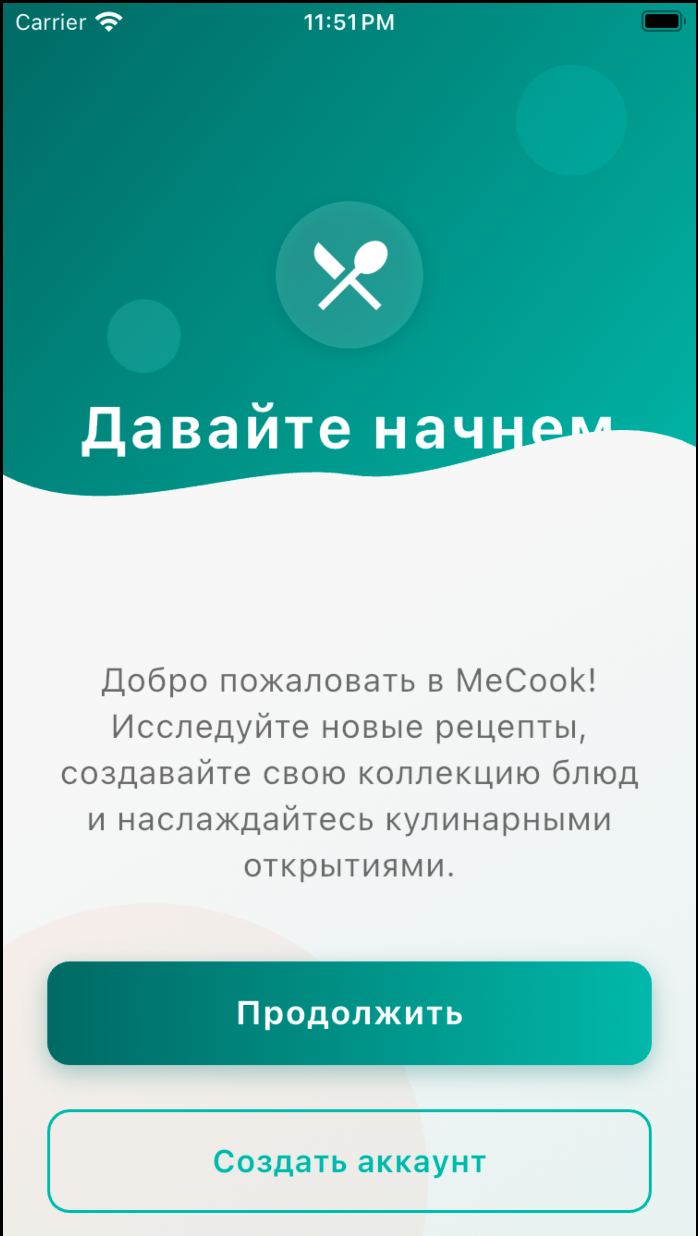 Carrier 11:51 PM
Давайте начнем
Добро пожаловать в MeCook!
Исследуйте новые рецепты,
создавайте свою коллекцию блюд
и наслаждайтесь кулинарными
открытиями.
Продолжить
Создать аккаунт